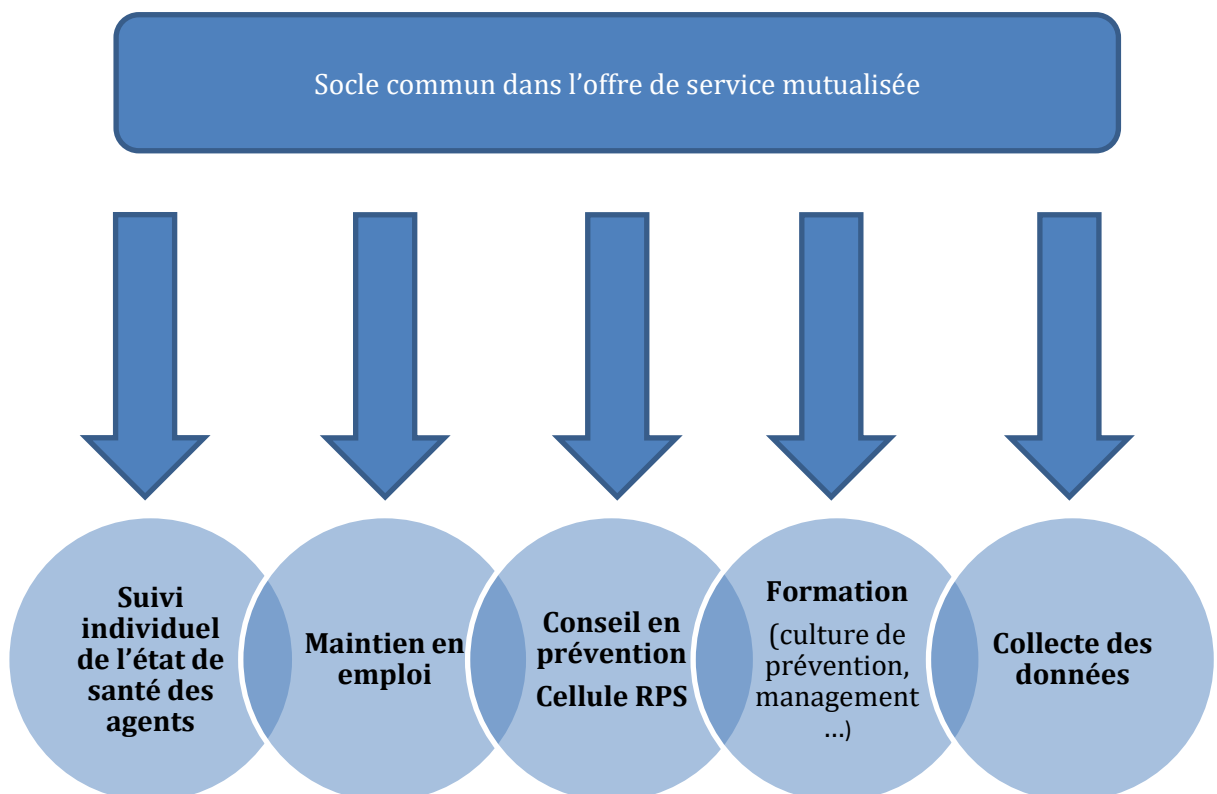 Socle commun dans l’offre de service mutualisée
Suivi
individuel
de l’état de
santé des
agents
Maintien en
emploi
Conseil en
prévention
Cellule RPS
Formation
(culture de
prévention,
management
…)
Collecte des
données